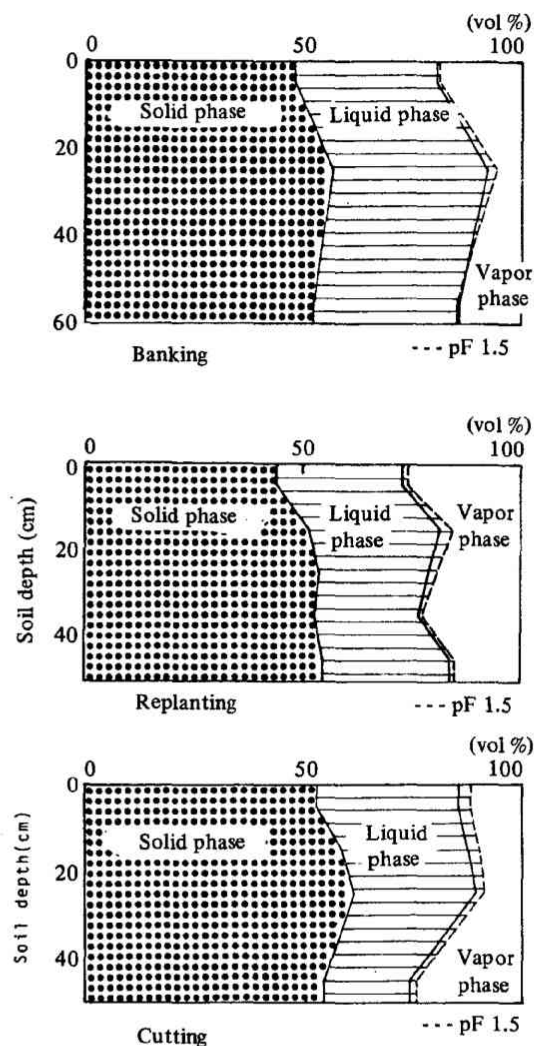 (vol %)
0 50 100
0
Solid phase Liquid phase
20
40
Vapor
phase
60
Banking --- pF 1.5
(vol %)
0 50 100
0
Solid phase Liquid Vapor
phase phase
20
Soil depth (cm)
40
Replanting --- pF 1.5
(vol %)
0 50 100
0
Solid phase Liquid
phase
20
Soil depth(cm)
40
Vapor
phase
--- pF 1.5
Cutting